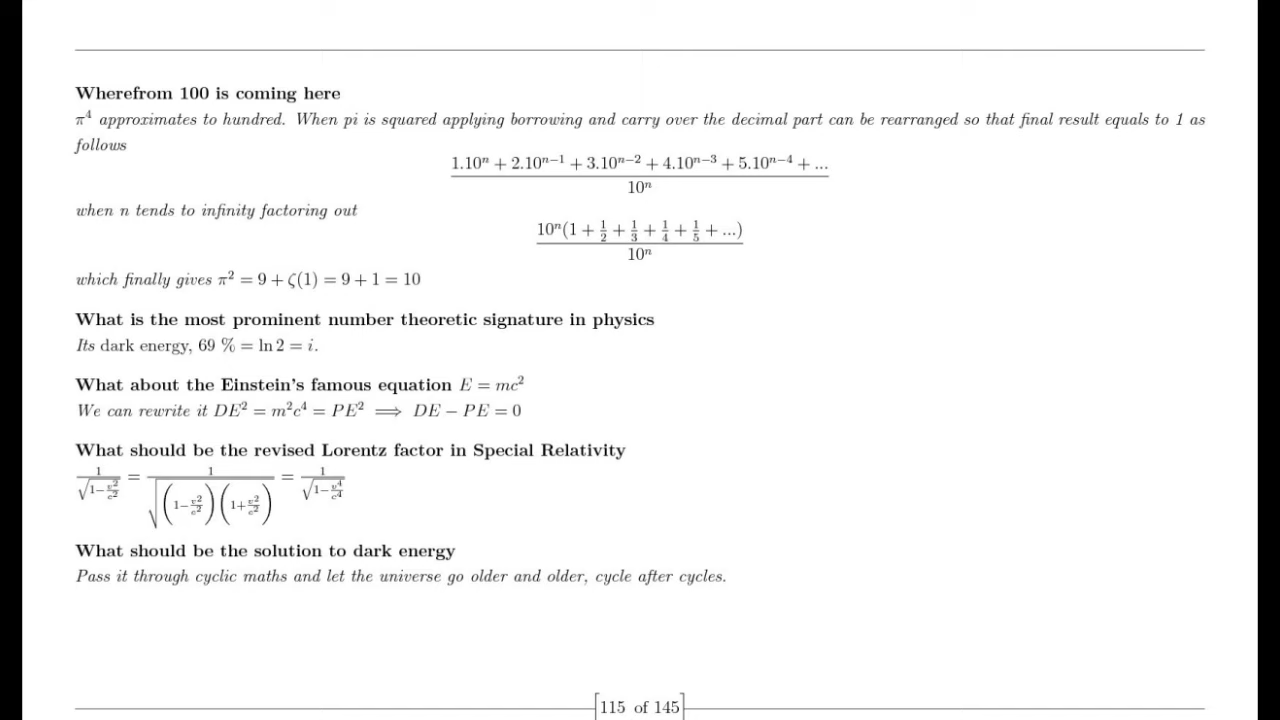 Wherefrom 100 is coming here
π⁴ approximates to hundred. When pi is squared applying borrowing and carry over the decimal part can be rearranged so that final result equals to 1 as
follows
1.10ⁿ + 2.10ⁿ⁻¹ + 3.10ⁿ⁻² + 4.10ⁿ⁻³ + 5.10ⁿ⁻⁴ + ...
10ⁿ
when n tends to infinity factoring out
10ⁿ(1 + 1/2 + 1/3 + 1/4 + 1/5 + ...)
10ⁿ
which finally gives π² = 9 + ζ(1) = 9 + 1 = 10
What is the most prominent number theoretic signature in physics
Its dark energy, 69 % = ln 2 = i.
What about the Einstein's famous equation E = mc²
We can rewrite it DE² = m²c⁴ = PE² ⟹ DE − PE = 0
What should be the revised Lorentz factor in Special Relativity
1/√(1−v²/c²) = 1/√((1−v²/c²)(1+v²/c²)) = 1/√(1−v⁴/c⁴)
What should be the solution to dark energy
Pass it through cyclic maths and let the universe go older and older, cycle after cycles.
[115 of 145]